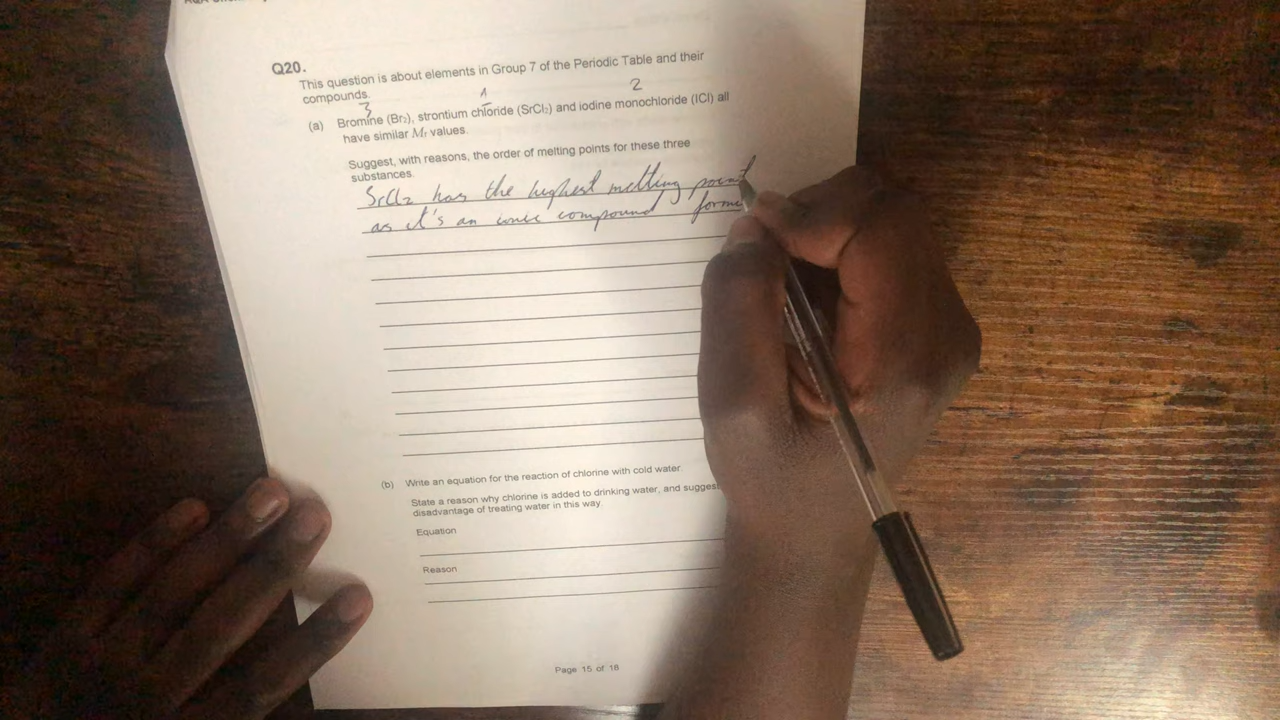 Q20.
This question is about elements in Group 7 of the Periodic Table and their
compounds.
3 1 2
(a) Bromine (Br₂), strontium chloride (SrCl₂) and iodine monochloride (ICl) all
have similar Mr values.
Suggest, with reasons, the order of melting points for these three
substances.
SrCl₂ has the highest melting point
as it's an ionic compound forme
(b) Write an equation for the reaction of chlorine with cold water.
State a reason why chlorine is added to drinking water, and suggest
disadvantage of treating water in this way.
Equation
Reason
Page 15 of 16